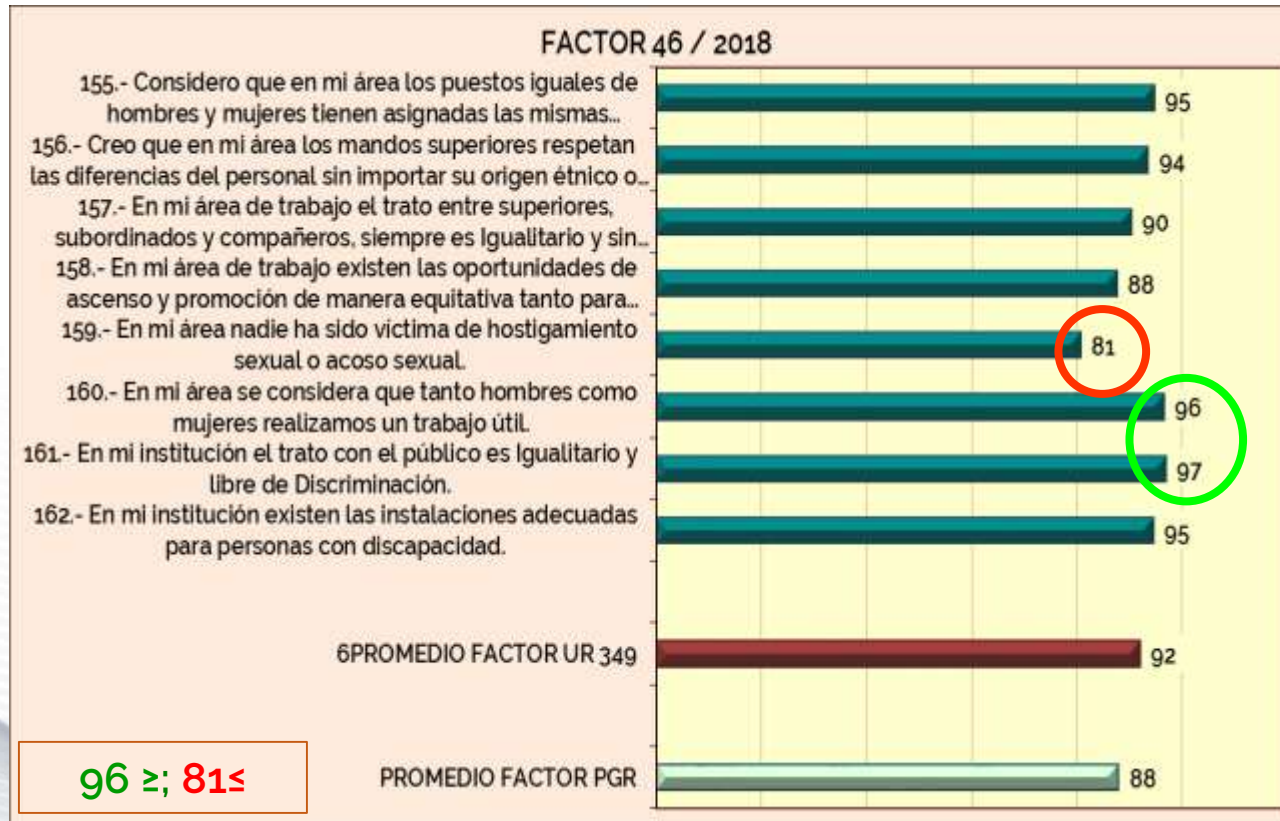 FACTOR 46 / 2018
155.- Considero que en mi área los puestos iguales de
hombres y mujeres tienen asignadas las mismas...
95
156.- Creo que en mi área los mandos superiores respetan
las diferencias del personal sin importar su origen étnico o...
94
157.- En mi área de trabajo el trato entre superiores,
subordinados y compañeros, siempre es Igualitario y sin...
90
158.- En mi área de trabajo existen las oportunidades de
ascenso y promoción de manera equitativa tanto para...
88
159.- En mi área nadie ha sido víctima de hostigamiento
sexual o acoso sexual.
81
160.- En mi área se considera que tanto hombres como
mujeres realizamos un trabajo útil.
96
161.- En mi institución el trato con el público es Igualitario y
libre de Discriminación.
97
162.- En mi institución existen las instalaciones adecuadas
para personas con discapacidad.
95
6PROMEDIO FACTOR UR 349
92
PROMEDIO FACTOR PGR
88
96 ≥; 81≤